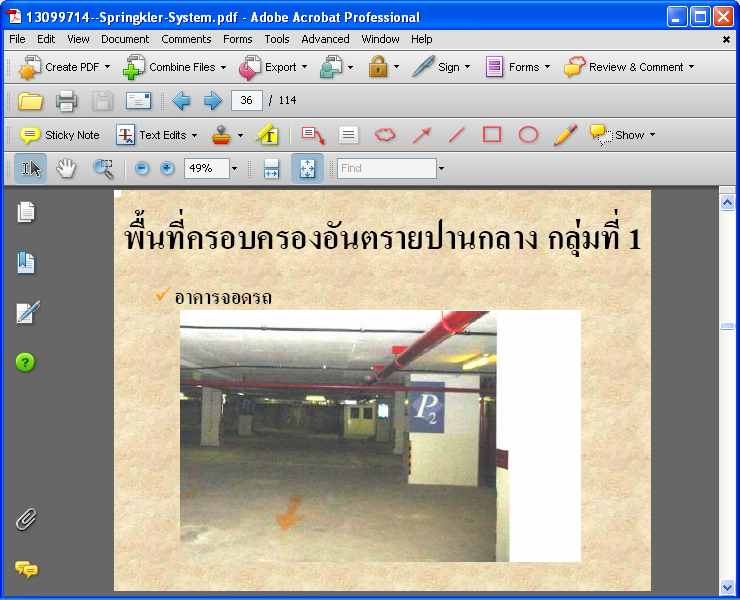 13099714--Springkler-System.pdf - Adobe Acrobat Professional
File Edit View Document Comments Forms Tools Advanced Window Help
Create PDF Combine Files Export Sign Forms Review & Comment
36 / 114
Sticky Note Text Edits Show
49% Find
พื้นที่ครอบครองอันตรายปานกลาง กลุ่มที่ 1
อาคารจอดรถ
P2